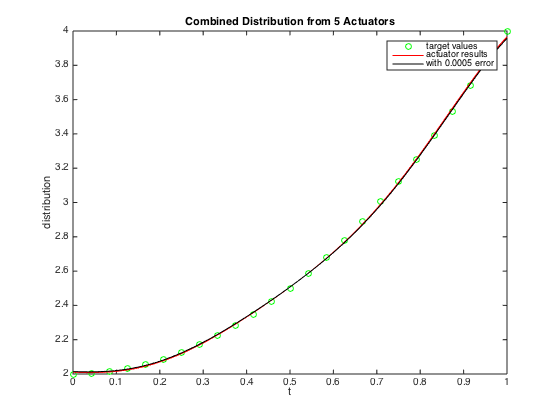 Combined Distribution from 5 Actuators
target values
actuator results
with 0.0005 error
distribution
4
3.8
3.6
3.4
3.2
3
2.8
2.6
2.4
2.2
2
0 0.1 0.2 0.3 0.4 0.5 0.6 0.7 0.8 0.9 1
t